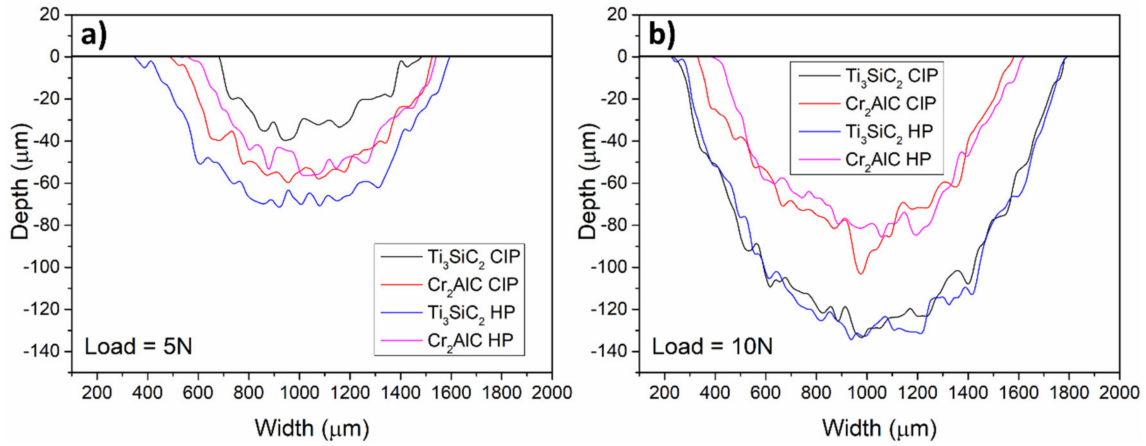 a)
20
0
-20
-40
-60
-80
-100
-120
-140
Depth (μm)
Ti₃SiC₂ CIP
Cr₂AlC CIP
Ti₃SiC₂ HP
Cr₂AlC HP
Load = 5N
200 400 600 800 1000 1200 1400 1600 1800 2000
Width (μm)
b)
20
0
-20
-40
-60
-80
-100
-120
-140
Depth (μm)
Ti₃SiC₂ CIP
Cr₂AlC CIP
Ti₃SiC₂ HP
Cr₂AlC HP
Load = 10N
200 400 600 800 1000 1200 1400 1600 1800 2000
Width (μm)